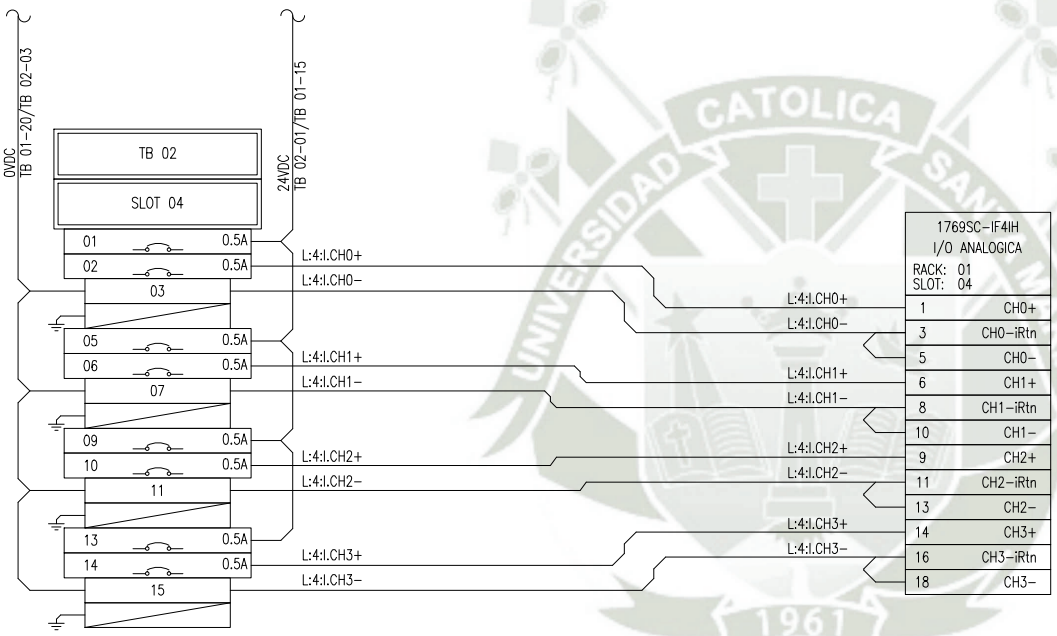 0VDC
TB 01-20/TB 02-03
24VDC
TB 02-01/TB 01-15
TB 02
SLOT 04
01 0.5A
02 0.5A
03
05 0.5A
06 0.5A
07
09 0.5A
10 0.5A
11
13 0.5A
14 0.5A
15
L:4:I.CH0+
L:4:I.CH0-
L:4:I.CH1+
L:4:I.CH1-
L:4:I.CH2+
L:4:I.CH2-
L:4:I.CH3+
L:4:I.CH3-
L:4:I.CH0+
L:4:I.CH0-
L:4:I.CH1+
L:4:I.CH1-
L:4:I.CH2+
L:4:I.CH2-
L:4:I.CH3+
L:4:I.CH3-
1769SC-IF4IH
I/O ANALOGICA
RACK: 01
SLOT: 04
1 CH0+
3 CH0-iRtn
5 CH0-
6 CH1+
8 CH1-iRtn
10 CH1-
9 CH2+
11 CH2-iRtn
13 CH2-
14 CH3+
16 CH3-iRtn
18 CH3-
UNIVERSIDAD CATOLICA SANTA MA
1961